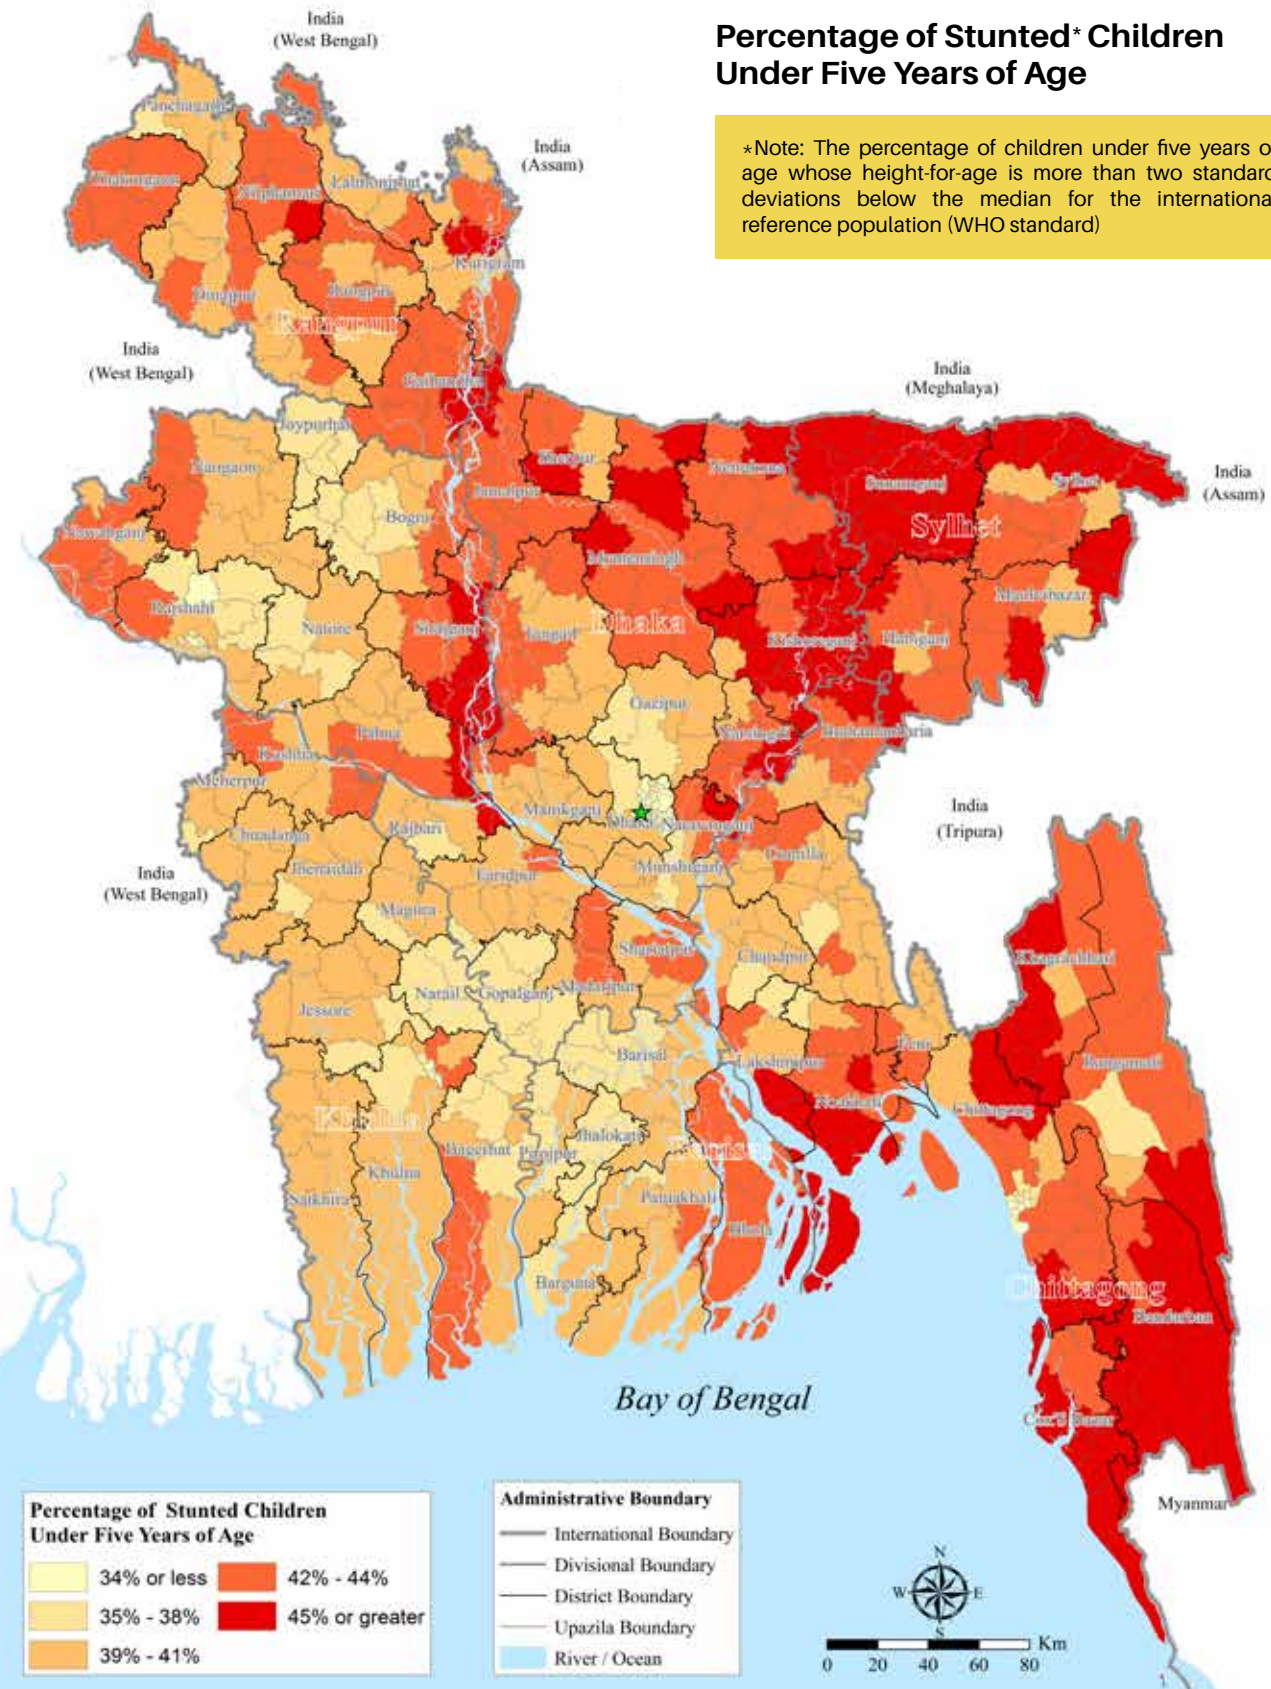 Percentage of Stunted* Children
Under Five Years of Age
*Note: The percentage of children under five years o
age whose height-for-age is more than two standard
deviations below the median for the internationa
reference population (WHO standard)
India
(West Bengal)
India
(Assam)
Panchagarh
Thakurgaon
Nilphamari
Lalmonirhat
Kurigram
Dinajpur
Rangpur
Rangpur
India
(West Bengal)
Gaibandha
India
(Meghalaya)
Joypurhat
Naogaon
Sherpur
Netrokona
Sunamganj
Sylhet
India
(Assam)
Jamalpur
Bogra
Nawabganj
Sylhet
Mymensingh
Rajshahi
Natore
Sirajganj
Tangail
Dhaka
Kishoreganj
Habiganj
Maulvibazar
Gazipur
Pabna
Narsingdi
Brahamanbaria
Kushtia
Meherpur
Manikganj
Dhaka
Narayanganj
India
(Tripura)
Chuadanga
Rajbari
Comilla
India
(West Bengal)
Jhenaidah
Faridpur
Munshiganj
Magura
Shariatpur
Chandpur
Khagrachhari
Narail
Gopalganj
Madaripur
Jessore
Barisal
Lakshmipur
Feni
Rangamati
Noakhali
Chittagong
Khulna
Jhalokati
Barisal
Bagerhat
Pirojpur
Khulna
Satkhira
Patuakhali
Bhola
Barguna
Chittagong
Bandarban
Bay of Bengal
Cox's Bazar
Myanmar
Percentage of Stunted Children
Under Five Years of Age
34% or less
42% - 44%
35% - 38%
45% or greater
39% - 41%
Administrative Boundary
International Boundary
Divisional Boundary
District Boundary
Upazila Boundary
River / Ocean
N
W
E
S
Km
0 20 40 60 80